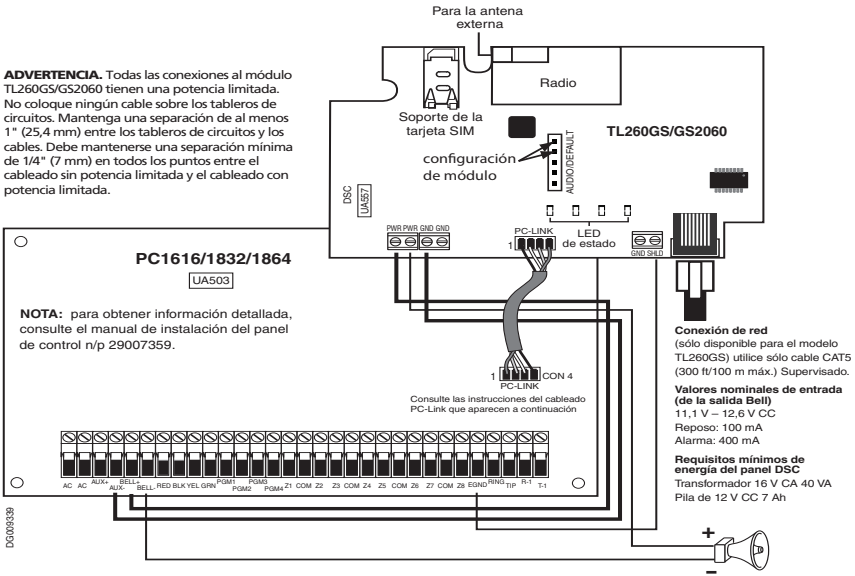 Para la antena
externa
ADVERTENCIA. Todas las conexiones al módulo
TL260GS/GS2060 tienen una potencia limitada.
No coloque ningún cable sobre los tableros de
circuitos. Mantenga una separación de al menos
1" (25,4 mm) entre los tableros de circuitos y los
cables. Debe mantenerse una separación mínima
de 1/4" (7 mm) en todos los puntos entre el
cableado sin potencia limitada y el cableado con
potencia limitada.
Radio
Soporte de la
tarjeta SIM
TL260GS/GS2060
configuración
de módulo
AUDIO/DEFAULT
DSC
UA557
PWR PWR GND GND
PC-LINK
1
LED
de estado
GND SHLD
PC1616/1832/1864
UA503
NOTA: para obtener información detallada,
consulte el manual de instalación del panel
de control n/p 29007359.
1
CON 4
PC-LINK
Consulte las instrucciones del cableado
PC-Link que aparecen a continuación
Conexión de red
(sólo disponible para el modelo
TL260GS) utilice sólo cable CAT5
(300 ft/100 m máx.) Supervisado.
Valores nominales de entrada
(de la salida Bell)
11,1 V – 12,6 V CC
Reposo: 100 mA
Alarma: 400 mA
Requisitos mínimos de
energía del panel DSC
Transformador 16 V CA 40 VA
Pila de 12 V CC 7 Ah
AC AC AUX+ AUX- BELL+ BELL- RED BLK YEL GRN PGM1 PGM2 PGM3 PGM4 Z1 COM Z2 Z3 COM Z4 Z5 COM Z6 Z7 COM Z8 EGND RING TIP R-1 T-1
DG009339
+
–